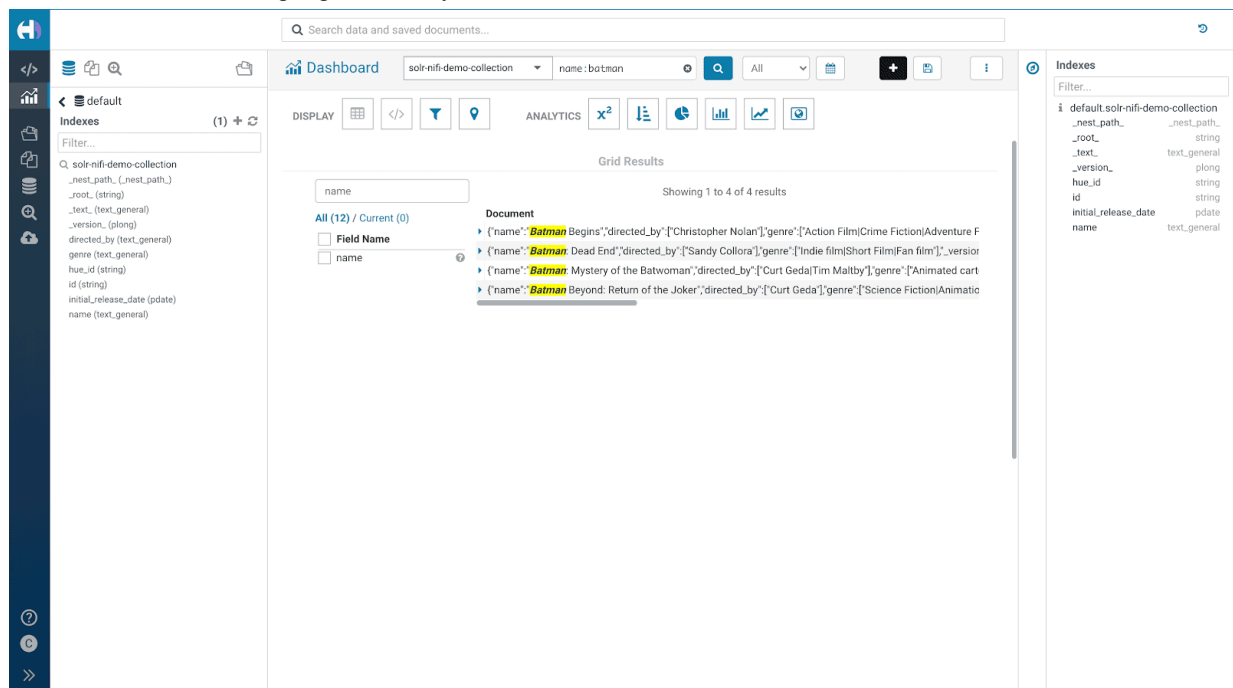 Search data and saved documents...
Dashboard
solr-nifi-demo-collection
name:batman
All
default
Indexes (1)
Filter...
solr-nifi-demo-collection
_nest_path_ (_nest_path_)
_root_ (string)
_text_ (text_general)
_version_ (plong)
directed_by (text_general)
genre (text_general)
hue_id (string)
id (string)
initial_release_date (pdate)
name (text_general)
DISPLAY
ANALYTICS
x²
Grid Results
name
All (12) / Current (0)
Field Name
name
Showing 1 to 4 of 4 results
Document
{"name":"Batman Begins","directed_by":["Christopher Nolan"],"genre":["Action Film|Crime Fiction|Adventure F
{"name":"Batman: Dead End","directed_by":["Sandy Collora"],"genre":["Indie film|Short Film|Fan film"],"_version
{"name":"Batman: Mystery of the Batwoman","directed_by":["Curt Geda|Tim Maltby"],"genre":["Animated cart
{"name":"Batman Beyond: Return of the Joker","directed_by":["Curt Geda"],"genre":["Science Fiction|Animatio
Indexes
Filter...
default.solr-nifi-demo-collection
_nest_path_ _nest_path_
_root_ string
_text_ text_general
_version_ plong
hue_id string
id string
initial_release_date pdate
name text_general
C